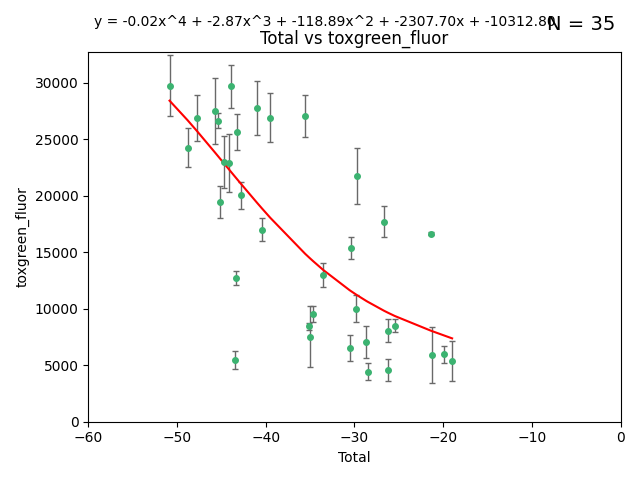 y = -0.02x^4 + -2.87x^3 + -118.89x^2 + -2307.70x + -10312.86
N = 35
Total vs toxgreen_fluor
30000
25000
20000
15000
10000
5000
0
toxgreen_fluor
−60
−50
−40
−30
−20
−10
0
Total